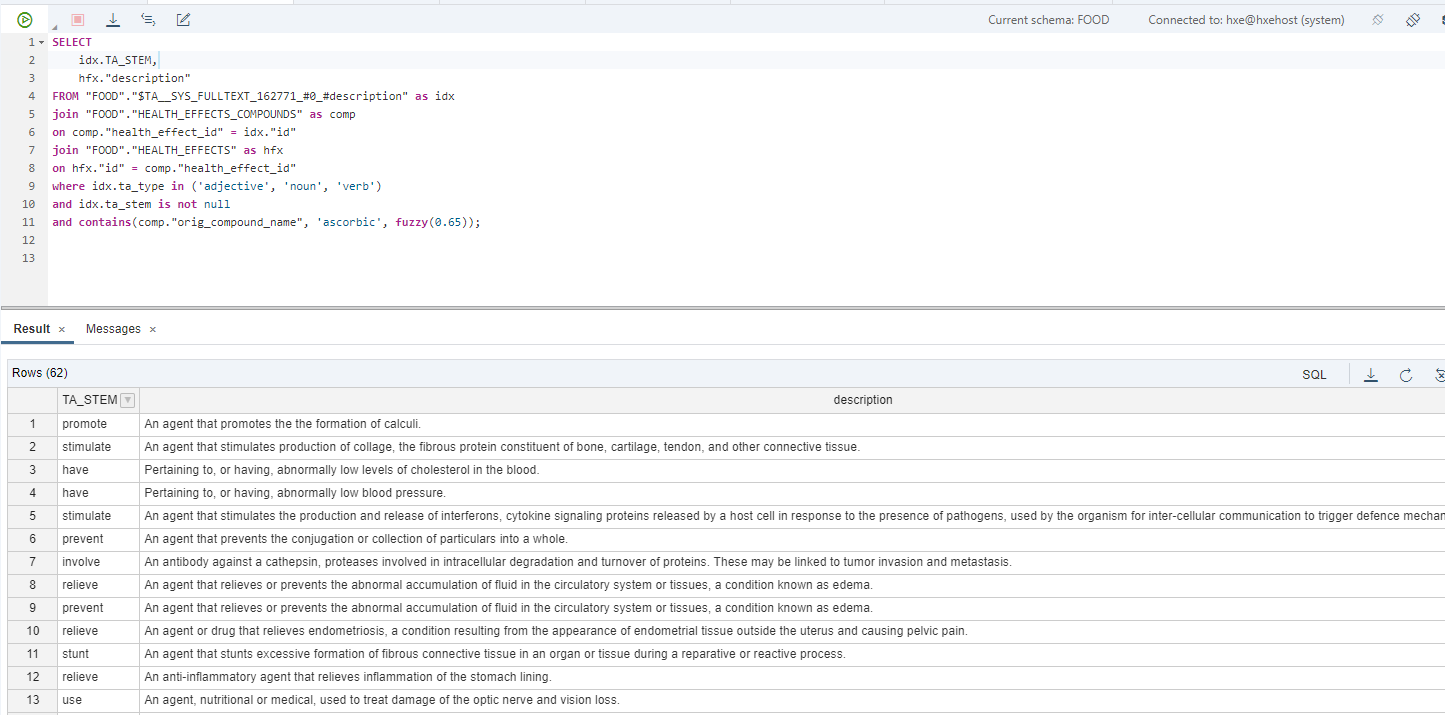 Current schema: FOOD Connected to: hxe@hxehost (system)
1 SELECT
2 idx.TA_STEM,
3 hfx."description"
4 FROM "FOOD"."$TA__SYS_FULLTEXT_162771_#0_#description" as idx
5 join "FOOD"."HEALTH_EFFECTS_COMPOUNDS" as comp
6 on comp."health_effect_id" = idx."id"
7 join "FOOD"."HEALTH_EFFECTS" as hfx
8 on hfx."id" = comp."health_effect_id"
9 where idx.ta_type in ('adjective', 'noun', 'verb')
10 and idx.ta_stem is not null
11 and contains(comp."orig_compound_name", 'ascorbic', fuzzy(0.65));
12
13
Result × Messages ×
Rows (62) SQL
TA_STEM description
1 promote An agent that promotes the the formation of calculi.
2 stimulate An agent that stimulates production of collage, the fibrous protein constituent of bone, cartilage, tendon, and other connective tissue.
3 have Pertaining to, or having, abnormally low levels of cholesterol in the blood.
4 have Pertaining to, or having, abnormally low blood pressure.
5 stimulate An agent that stimulates the production and release of interferons, cytokine signaling proteins released by a host cell in response to the presence of pathogens, used by the organism for inter-cellular communication to trigger defence mechan
6 prevent An agent that prevents the conjugation or collection of particulars into a whole.
7 involve An antibody against a cathepsin, proteases involved in intracellular degradation and turnover of proteins. These may be linked to tumor invasion and metastasis.
8 relieve An agent that relieves or prevents the abnormal accumulation of fluid in the circulatory system or tissues, a condition known as edema.
9 prevent An agent that relieves or prevents the abnormal accumulation of fluid in the circulatory system or tissues, a condition known as edema.
10 relieve An agent or drug that relieves endometriosis, a condition resulting from the appearance of endometrial tissue outside the uterus and causing pelvic pain.
11 stunt An agent that stunts excessive formation of fibrous connective tissue in an organ or tissue during a reparative or reactive process.
12 relieve An anti-inflammatory agent that relieves inflammation of the stomach lining.
13 use An agent, nutritional or medical, used to treat damage of the optic nerve and vision loss.